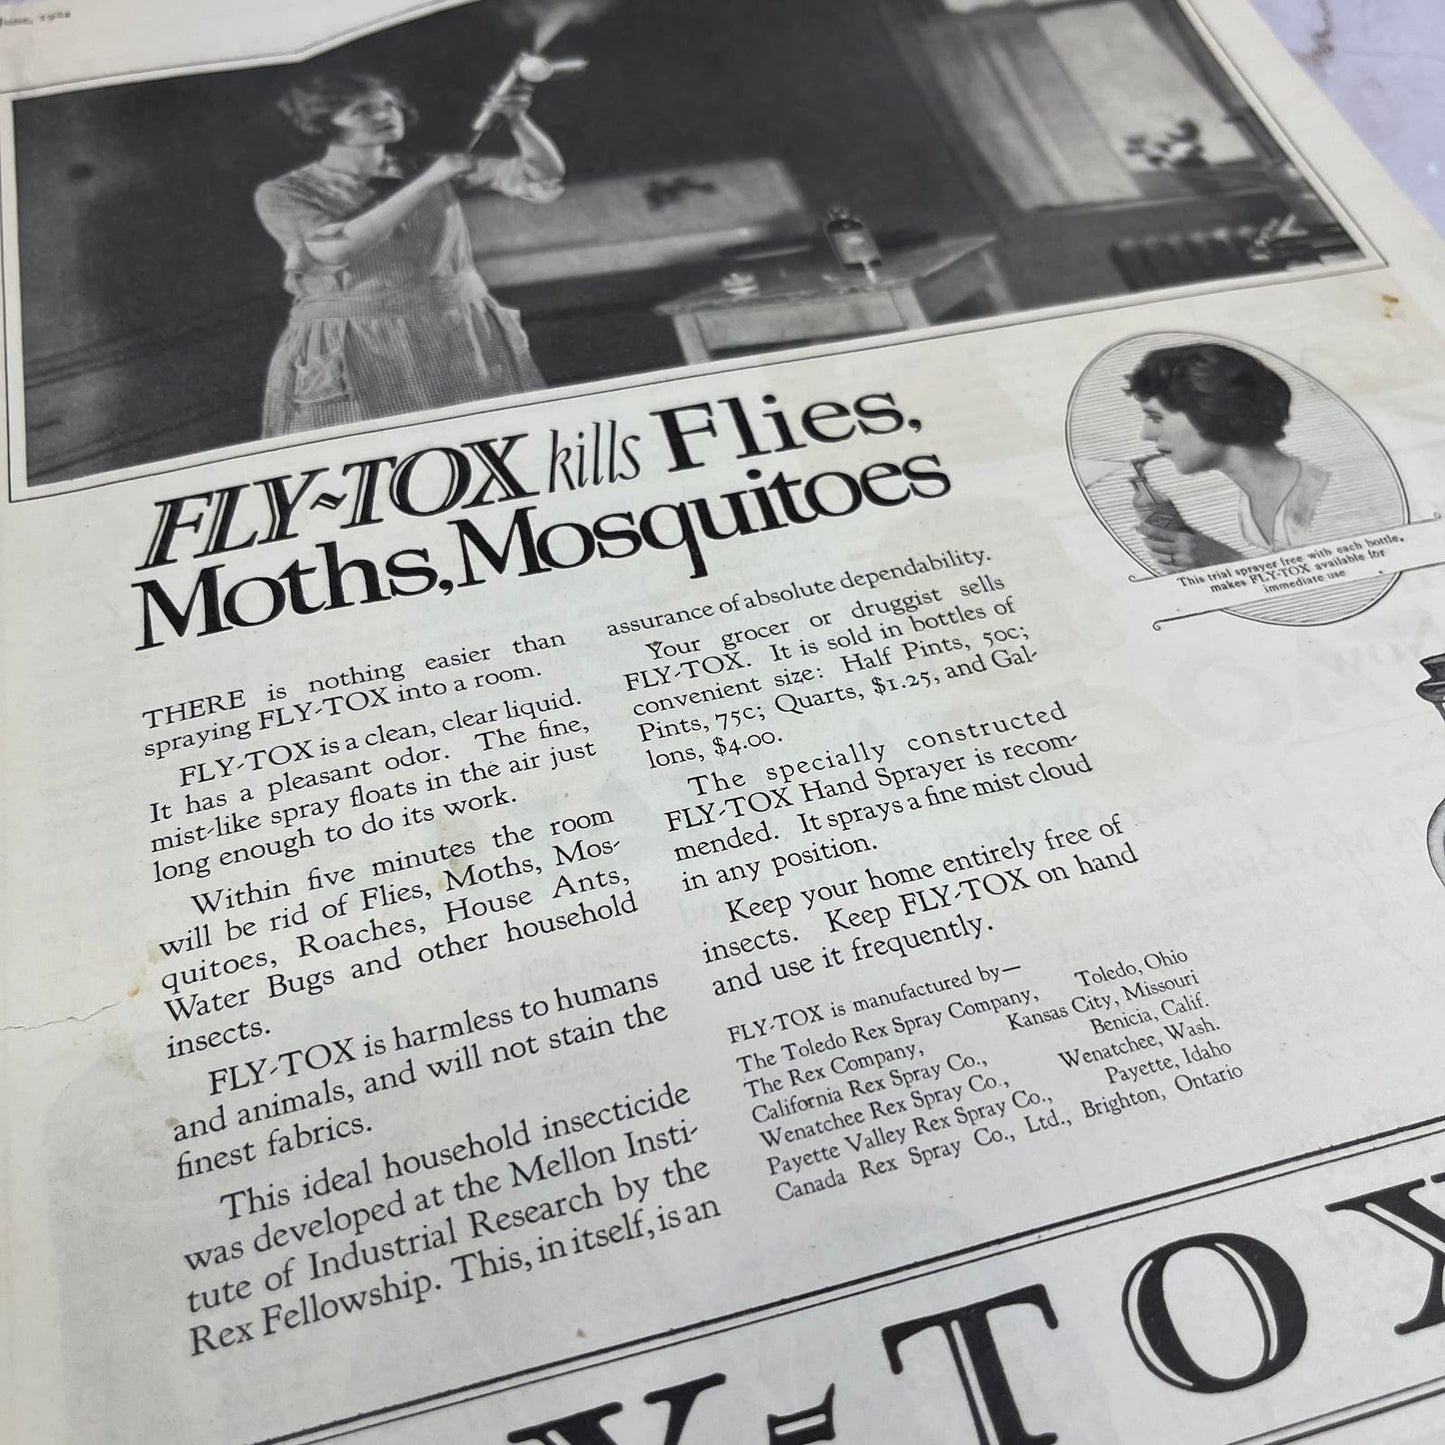 June, 1924
FLY-TOX kills Flies,
Moths, Mosquitoes
THERE is nothing easier than
spraying FLY-TOX into a room.
FLY-TOX is a clean, clear liquid.
It has a pleasant odor. The fine,
mist-like spray floats in the air just
long enough to do its work.
Within five minutes the room
will be rid of Flies, Moths, Mos-
quitoes, Roaches, House Ants,
Water Bugs and other household
insects.
FLY-TOX is harmless to humans
and animals, and will not stain the
finest fabrics.
This ideal household insecticide
was developed at the Mellon Insti-
tute of Industrial Research by the
Rex Fellowship. This, in itself, is an
assurance of absolute dependability.
Your grocer or druggist sells
FLY-TOX. It is sold in bottles of
convenient size: Half Pints, 50c;
Pints, 75c; Quarts, $1.25, and Gal-
lons, $4.00.
The specially constructed
FLY-TOX Hand Sprayer is recom-
mended. It sprays a fine mist cloud
in any position.
Keep your home entirely free of
insects. Keep FLY-TOX on hand
and use it frequently.
FLY-TOX is manufactured by—
The Toledo Rex Spray Company, Toledo, Ohio
The Rex Company, Kansas City, Missouri
California Rex Spray Co., Benicia, Calif.
Wenatchee Rex Spray Co., Wenatchee, Wash.
Payette Valley Rex Spray Co., Payette, Idaho
Canada Rex Spray Co., Ltd., Brighton, Ontario
This trial sprayer free with each bottle,
makes FLY-TOX available for
immediate use
Y-TOX